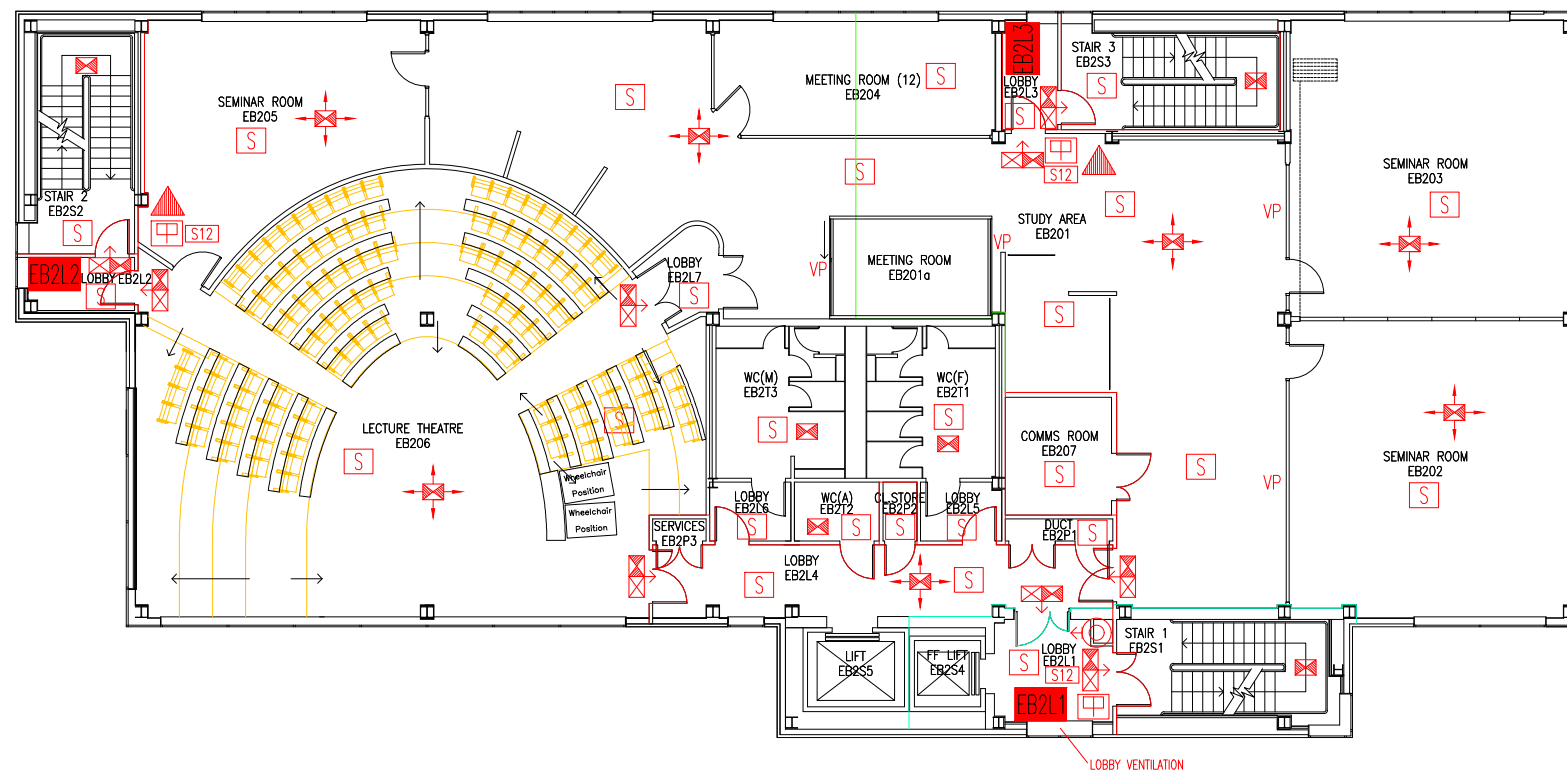 EB2L3
STAIR 3
EB2S3
LOBBY
EB2L3
S
S
MEETING ROOM (12)
EB204
S
S
SEMINAR ROOM
EB205
S
S12
SEMINAR ROOM
EB203
S
STAIR 2
EB2S2
S
S12
S
S
VP
STUDY AREA
EB201
VP
MEETING ROOM
EB201a
VP
EB2L2
LOBBY EB2L2
S
LOBBY
EB2L7
S
S
WC(M)
EB2T3
S
WC(F)
EB2T1
S
LECTURE THEATRE
EB206
S
S
COMMS ROOM
EB207
S
S
SEMINAR ROOM
EB202
S
VP
Wheelchair
Position
Wheelchair
Position
LOBBY
EB2L6
S
WC(A)
EB2T2
S
CL.STORE
EB2P2
S
LOBBY
EB2L5
S
SERVICES
EB2P3
DUCT
EB2P1
S
LOBBY
EB2L4
S
S
LIFT
EB2S5
FF LIFT
EB2S4
LOBBY
EB2L1
S
S12
EB2L1
STAIR 1
EB2S1
LOBBY VENTILATION